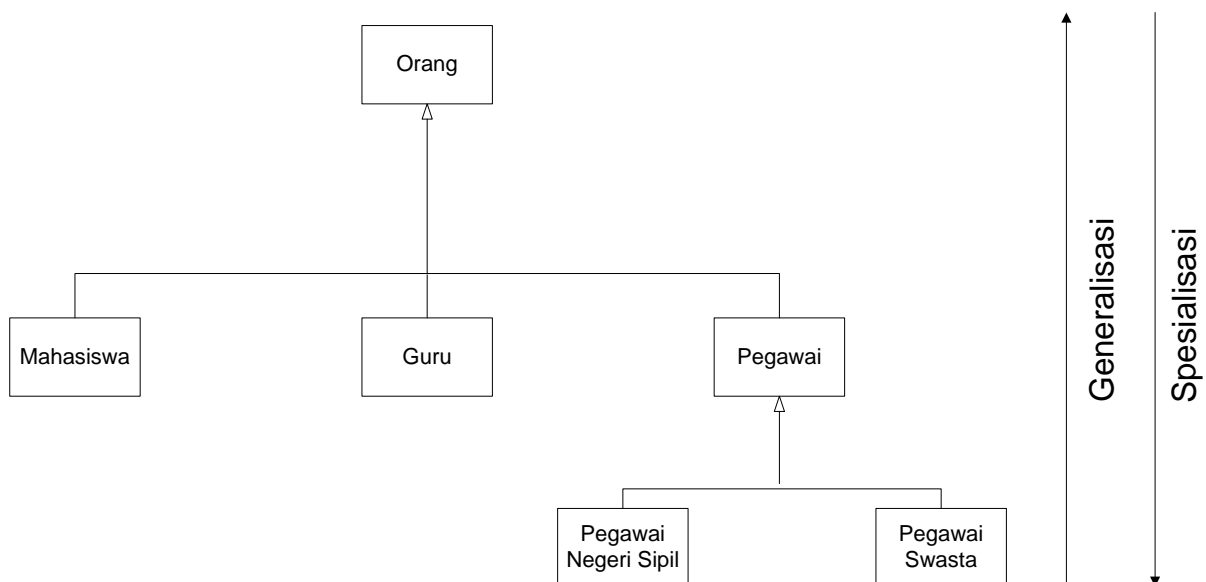 Orang
Mahasiswa
Guru
Pegawai
Pegawai
Negeri Sipil
Pegawai
Swasta
Generalisasi
Spesialisasi